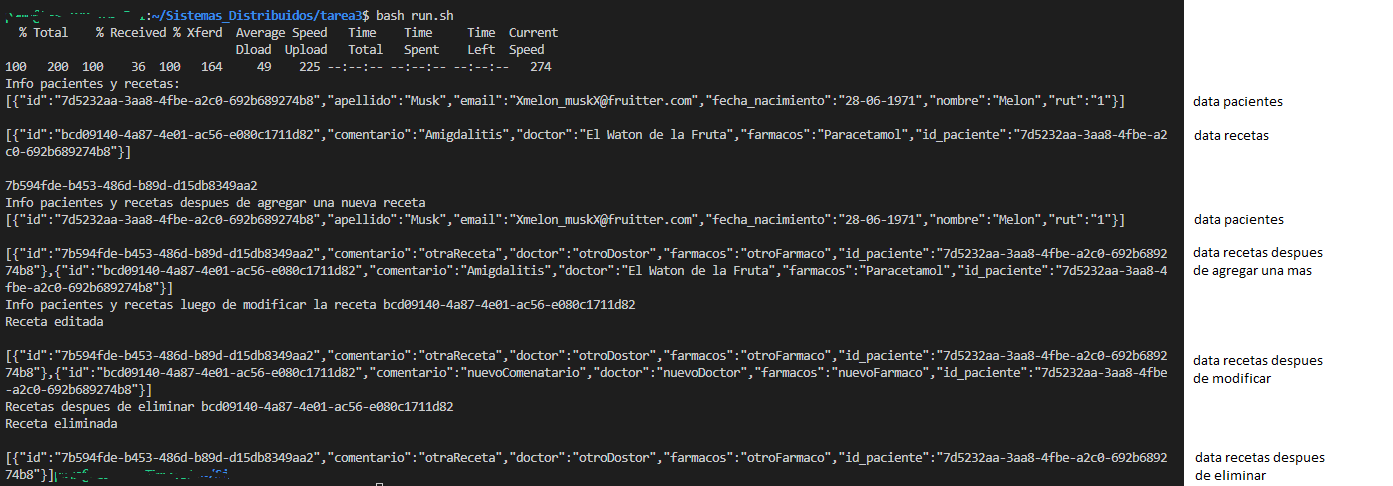 :~/Sistemas_Distribuidos/tarea3$ bash run.sh
% Total % Received % Xferd Average Speed Time Time Time Current
Dload Upload Total Spent Left Speed
100 200 100 36 100 164 49 225 --:--:-- --:--:-- --:--:-- 274
Info pacientes y recetas:
[{"id":"7d5232aa-3aa8-4fbe-a2c0-692b689274b8","apellido":"Musk","email":"Xmelon_muskX@fruitter.com","fecha_nacimiento":"28-06-1971","nombre":"Melon","rut":"1"}] data pacientes
[{"id":"bcd09140-4a87-4e01-ac56-e080c1711d82","comentario":"Amigdalitis","doctor":"El Waton de la Fruta","farmacos":"Paracetamol","id_paciente":"7d5232aa-3aa8-4fbe-a2 data recetas
c0-692b689274b8"}]
7b594fde-b453-486d-b89d-d15db8349aa2
Info pacientes y recetas despues de agregar una nueva receta
[{"id":"7d5232aa-3aa8-4fbe-a2c0-692b689274b8","apellido":"Musk","email":"Xmelon_muskX@fruitter.com","fecha_nacimiento":"28-06-1971","nombre":"Melon","rut":"1"}] data pacientes
[{"id":"7b594fde-b453-486d-b89d-d15db8349aa2","comentario":"otraReceta","doctor":"otroDostor","farmacos":"otroFarmaco","id_paciente":"7d5232aa-3aa8-4fbe-a2c0-692b6892 data recetas despues
74b8"},{"id":"bcd09140-4a87-4e01-ac56-e080c1711d82","comentario":"Amigdalitis","doctor":"El Waton de la Fruta","farmacos":"Paracetamol","id_paciente":"7d5232aa-3aa8-4 de agregar una mas
fbe-a2c0-692b689274b8"}]
Info pacientes y recetas luego de modificar la receta bcd09140-4a87-4e01-ac56-e080c1711d82
Receta editada
[{"id":"7b594fde-b453-486d-b89d-d15db8349aa2","comentario":"otraReceta","doctor":"otroDostor","farmacos":"otroFarmaco","id_paciente":"7d5232aa-3aa8-4fbe-a2c0-692b6892 data recetas despues
74b8"},{"id":"bcd09140-4a87-4e01-ac56-e080c1711d82","comentario":"nuevoComenatario","doctor":"nuevoDoctor","farmacos":"nuevoFarmaco","id_paciente":"7d5232aa-3aa8-4fbe de modificar
-a2c0-692b689274b8"}]
Recetas despues de eliminar bcd09140-4a87-4e01-ac56-e080c1711d82
Receta eliminada
[{"id":"7b594fde-b453-486d-b89d-d15db8349aa2","comentario":"otraReceta","doctor":"otroDostor","farmacos":"otroFarmaco","id_paciente":"7d5232aa-3aa8-4fbe-a2c0-692b6892 data recetas despues
74b8"}] de eliminar